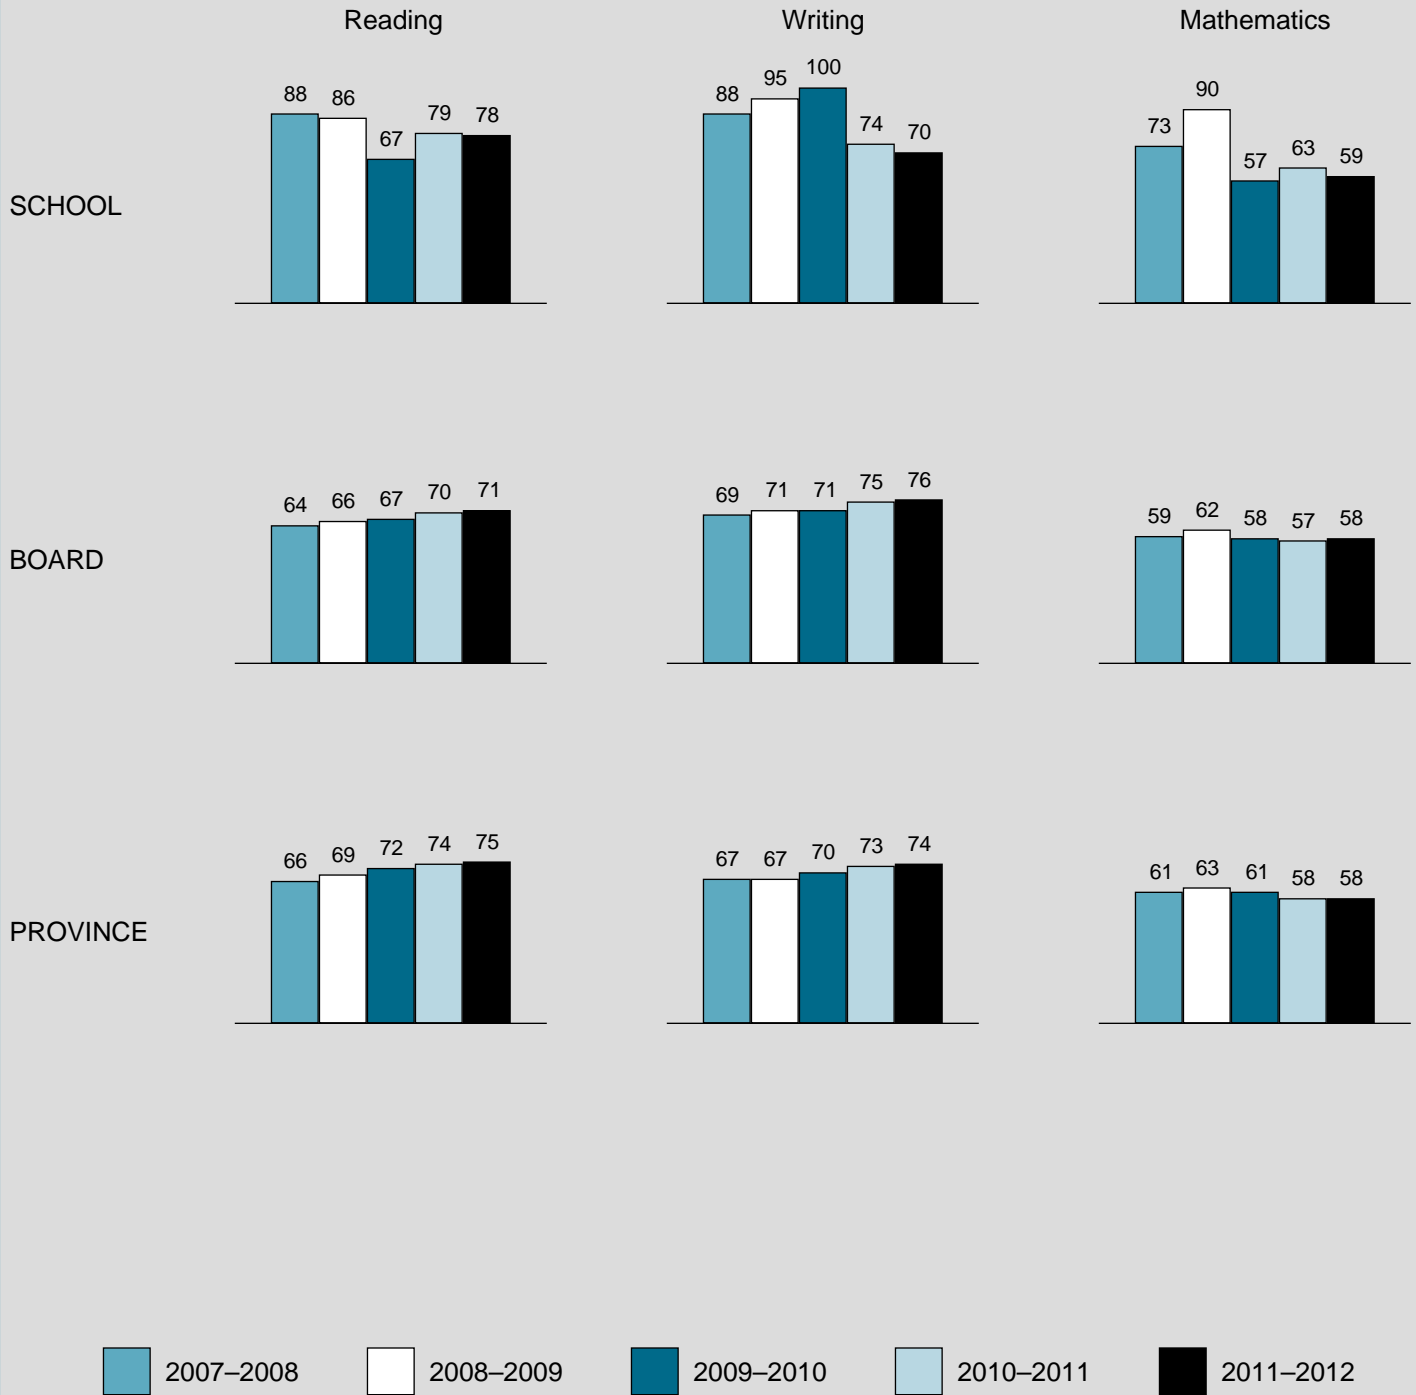 Reading Writing Mathematics
SCHOOL
88 86 67 79 78
88 95 100 74 70
73 90 57 63 59
BOARD
64 66 67 70 71
69 71 71 75 76
59 62 58 57 58
PROVINCE
66 69 72 74 75
67 67 70 73 74
61 63 61 58 58
2007–2008 2008–2009 2009–2010 2010–2011 2011–2012